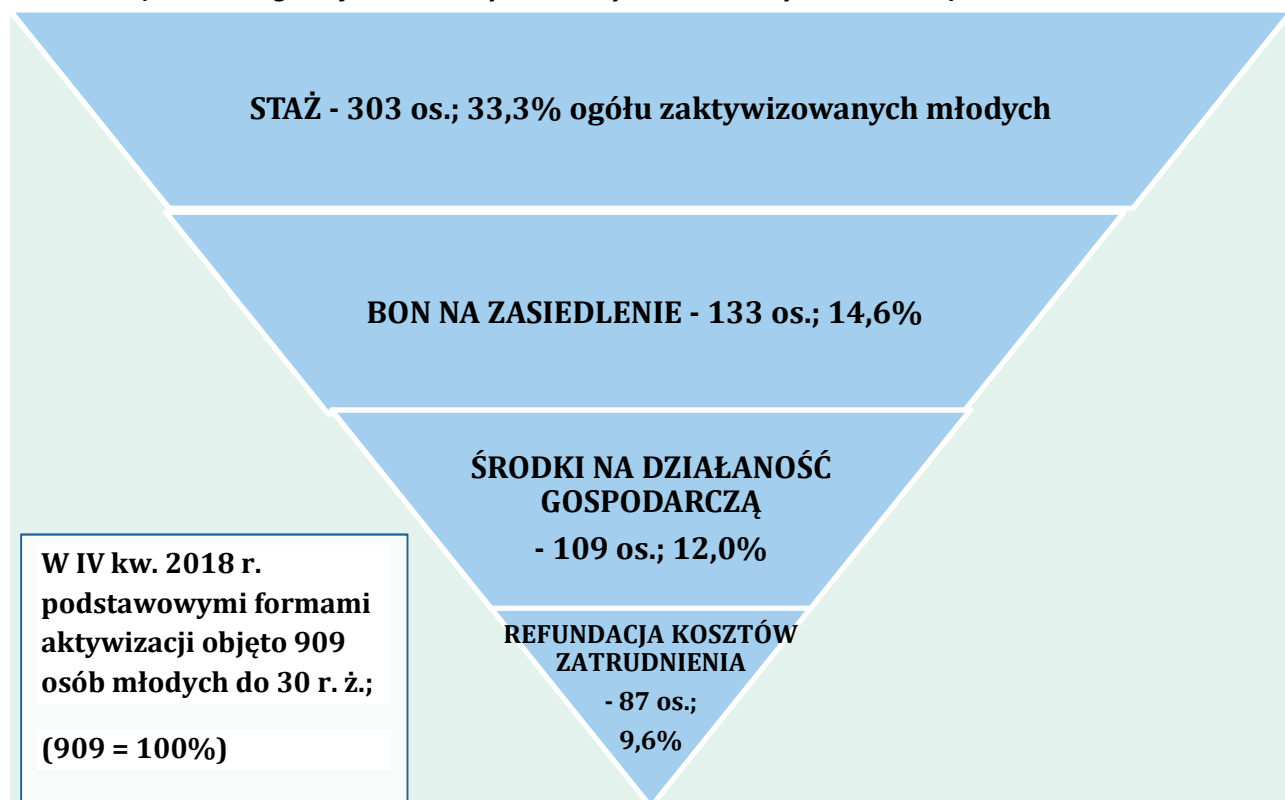 STAŻ - 303 os.; 33,3% ogółu zaktywizowanych młodych
BON NA ZASIEDLENIE - 133 os.; 14,6%
ŚRODKI NA DZIAŁANOŚĆ
GOSPODARCZĄ
- 109 os.; 12,0%
REFUNDACJA KOSZTÓW
ZATRUDNIENIA
- 87 os.;
9,6%
W IV kw. 2018 r.
podstawowymi formami
aktywizacji objęto 909
osób młodych do 30 r. ż.;
(909 = 100%)